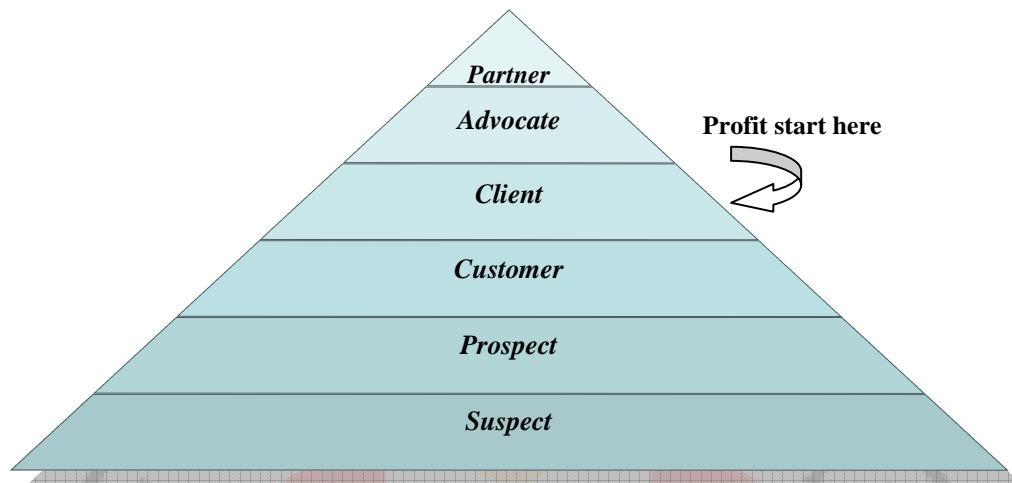 Partner
Advocate
Profit start here
Client
Customer
Prospect
Suspect